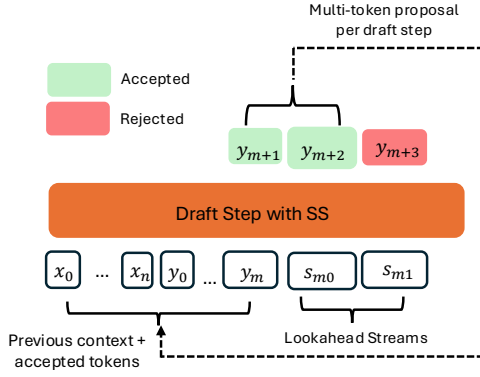 Multi-token proposal
per draft step
Accepted
Rejected
y_{m+1} y_{m+2} y_{m+3}
Draft Step with SS
x_0 ... x_n y_0 ... y_m s_{m0} s_{m1}
Previous context +
accepted tokens
Lookahead Streams